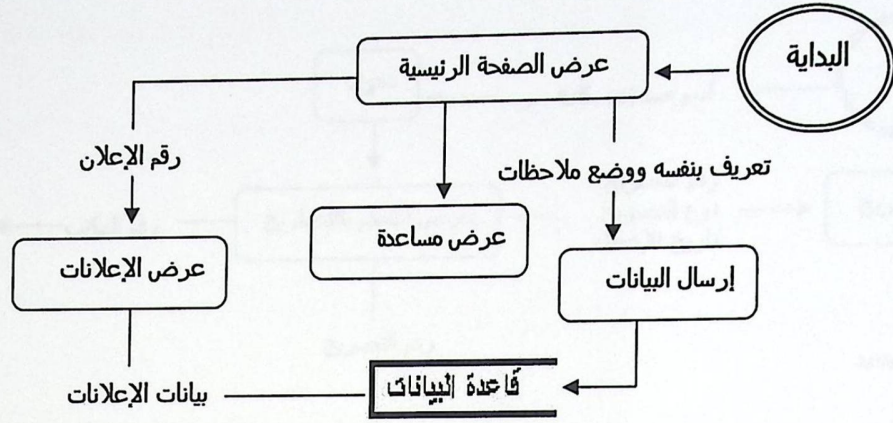 البداية
عرض الصفحة الرئيسية
تعريف بنفسه ووضع ملاحظات
رقم الإعلان
عرض مساعدة
عرض الإعلانات
إرسال البيانات
قاعدة البيانات
بيانات الإعلانات